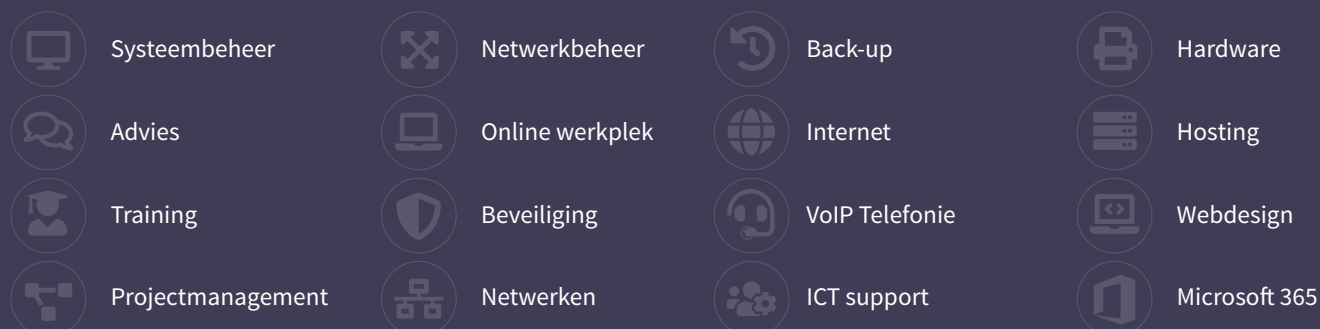 Systeembeheer
Netwerkbeheer
Back-up
Hardware
Advies
Online werkplek
Internet
Hosting
Training
Beveiliging
VoIP Telefonie
Webdesign
Projectmanagement
Netwerken
ICT support
Microsoft 365